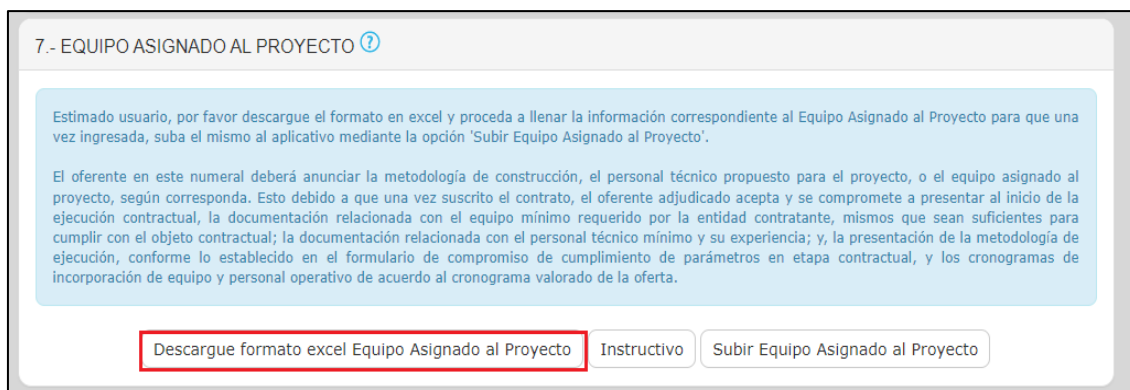 7.- EQUIPO ASIGNADO AL PROYECTO ?
Estimado usuario, por favor descargue el formato en excel y proceda a llenar la información correspondiente al Equipo Asignado al Proyecto para que una
vez ingresada, suba el mismo al aplicativo mediante la opción 'Subir Equipo Asignado al Proyecto'.
El oferente en este numeral deberá anunciar la metodología de construcción, el personal técnico propuesto para el proyecto, o el equipo asignado al
proyecto, según corresponda. Esto debido a que una vez suscrito el contrato, el oferente adjudicado acepta y se compromete a presentar al inicio de la
ejecución contractual, la documentación relacionada con el equipo mínimo requerido por la entidad contratante, mismos que sean suficientes para
cumplir con el objeto contractual; la documentación relacionada con el personal técnico mínimo y su experiencia; y, la presentación de la metodología de
ejecución, conforme lo establecido en el formulario de compromiso de cumplimiento de parámetros en etapa contractual, y los cronogramas de
incorporación de equipo y personal operativo de acuerdo al cronograma valorado de la oferta.
Descargue formato excel Equipo Asignado al Proyecto Instructivo Subir Equipo Asignado al Proyecto